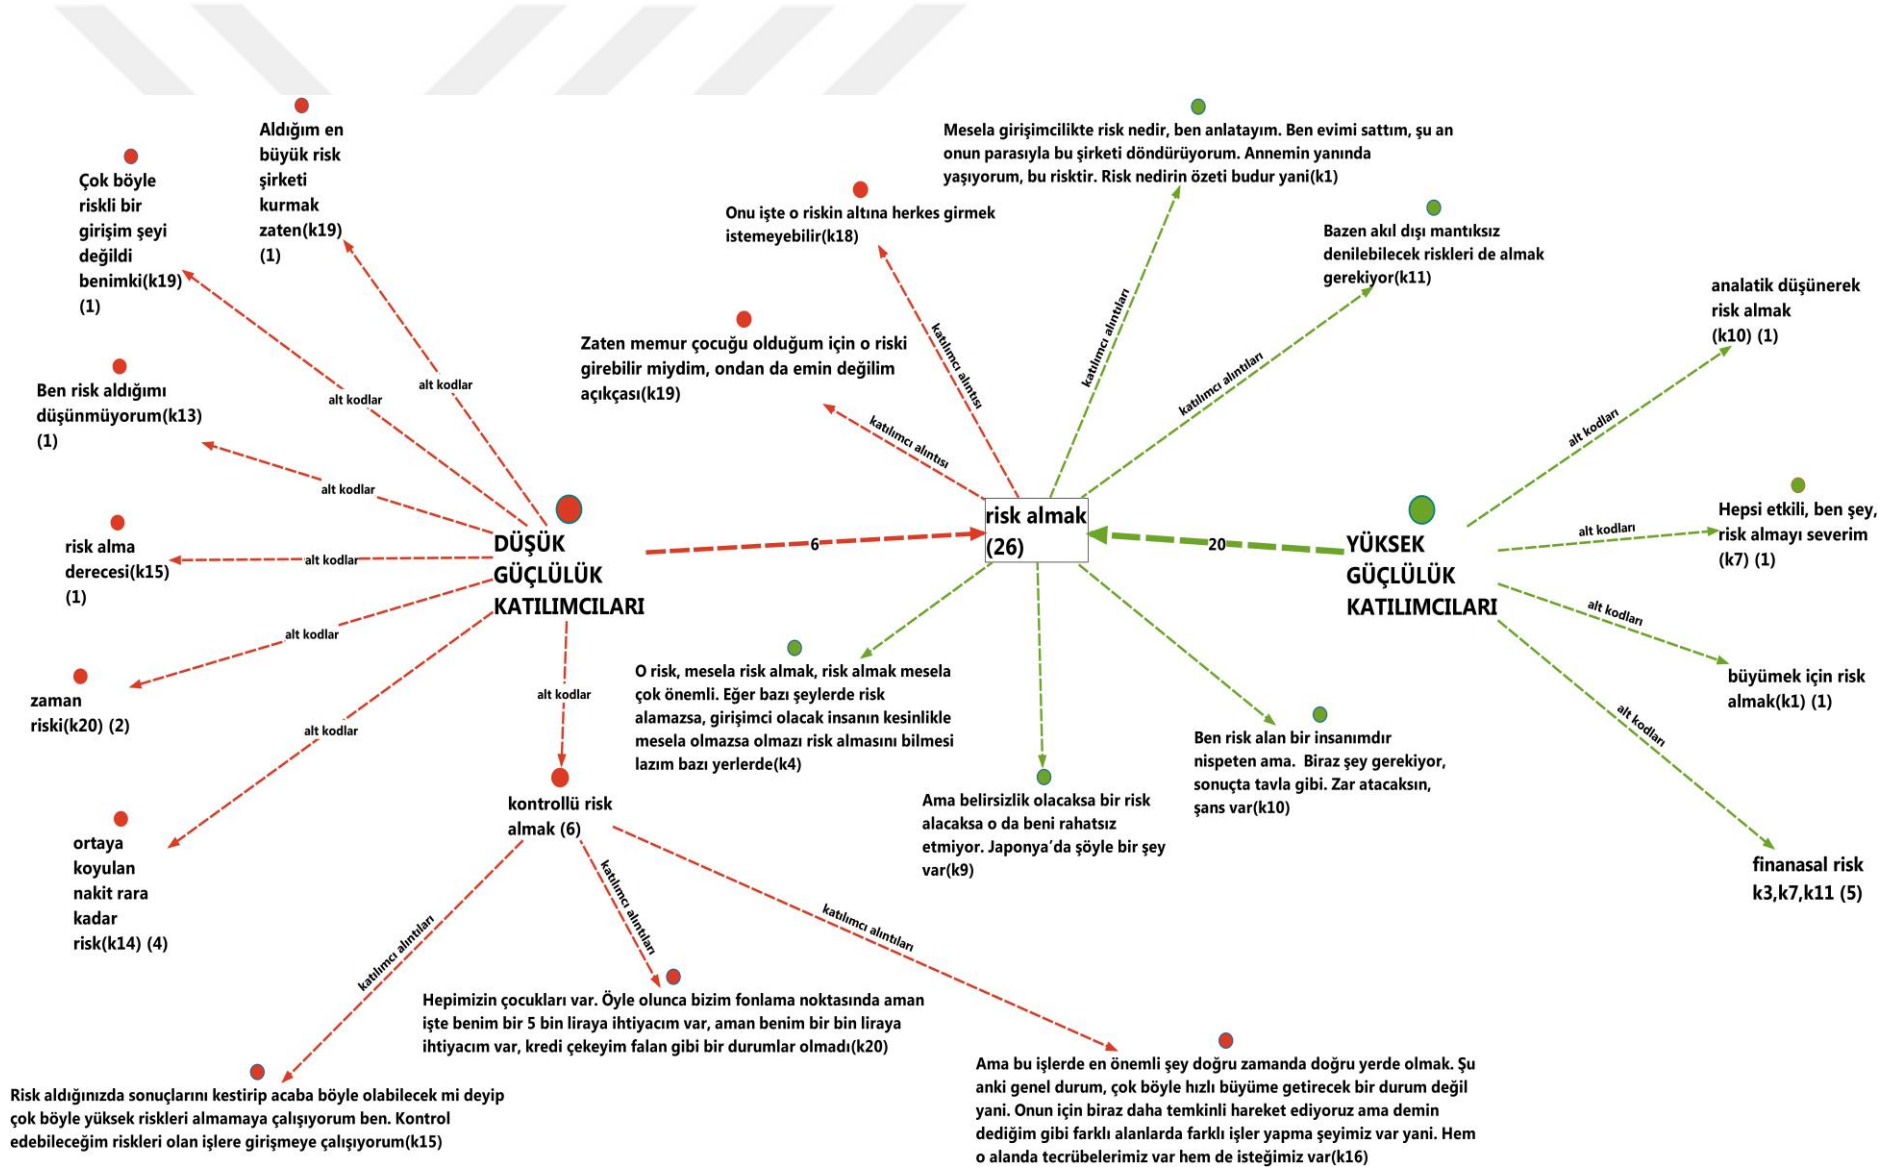 Aldığım en
büyük risk
şirketi
kurmak
zaten(k19)
(1)
Çok böyle
riskli bir
girişim şeyi
değildi
benimki(k19)
(1)
Ben risk aldığımı
düşünmüyorum(k13)
(1)
risk alma
derecesi(k15)
(1)
zaman
riski(k20) (2)
ortaya
koyulan
nakit rara
kadar
risk(k14) (4)
alt kodlar
alt kodlar
alt kodlar
alt kodlar
alt kodlar
alt kodlar
alt kodlar
DÜŞÜK
GÜÇLÜLÜK
KATILIMCILARI
6
risk almak
(26)
20
YÜKSEK
GÜÇLÜLÜK
KATILIMCILARI
Onu işte o riskin altına herkes girmek
istemeyebilir(k18)
katılımcı alıntısı
Zaten memur çocuğu olduğum için o riski
girebilir miydim, ondan da emin değilim
açıkçası(k19)
katılımcı alıntısı
Mesela girişimcilikte risk nedir, ben anlatayım. Ben evimi sattım, şu an
onun parasıyla bu şirketi döndürüyorum. Annemin yanında
yaşıyorum, bu risktir. Risk nedirin özeti budur yani(k1)
katılımcı alıntıları
Bazen akıl dışı mantıksız
denilebilecek riskleri de almak
gerekiyor(k11)
katılımcı alıntıları
analatik düşünerek
risk almak
(k10) (1)
alt kodları
Hepsi etkili, ben şey,
risk almayı severim
(k7) (1)
alt kodları
büyümek için risk
almak(k1) (1)
alt kodları
finanasal risk
k3,k7,k11 (5)
alt kodları
O risk, mesela risk almak, risk almak mesela
çok önemli. Eğer bazı şeylerde risk
alamazsa, girişimci olacak insanın kesinlikle
mesela olmazsa olmazı risk almasını bilmesi
lazım bazı yerlerde(k4)
Ama belirsizlik olacaksa bir risk
alacaksa o da beni rahatsız
etmiyor. Japonya'da şöyle bir şey
var(k9)
Ben risk alan bir insanımdır
nispeten ama. Biraz şey gerekiyor,
sonuçta tavla gibi. Zar atacaksın,
şans var(k10)
kontrollü risk
almak (6)
katılımcı alıntıları
katılımcı alıntıları
katılımcı alıntıları
Hepimizin çocukları var. Öyle olunca bizim fonlama noktasında aman
işte benim bir 5 bin liraya ihtiyacım var, aman benim bir bin liraya
ihtiyacım var, kredi çekeyim falan gibi bir durumlar olmadı(k20)
Risk aldığınızda sonuçlarını kestirip acaba böyle olabilecek mi deyip
çok böyle yüksek riskleri almamaya çalışıyorum ben. Kontrol
edebileceğim riskleri olan işlere girişmeye çalışıyorum(k15)
Ama bu işlerde en önemli şey doğru zamanda doğru yerde olmak. Şu
anki genel durum, çok böyle hızlı büyüme getirecek bir durum değil
yani. Onun için biraz daha temkinli hareket ediyoruz ama demin
dediğim gibi farklı alanlarda farklı işler yapma şeyimiz var yani. Hem
o alanda tecrübelerimiz var hem de isteğimiz var(k16)